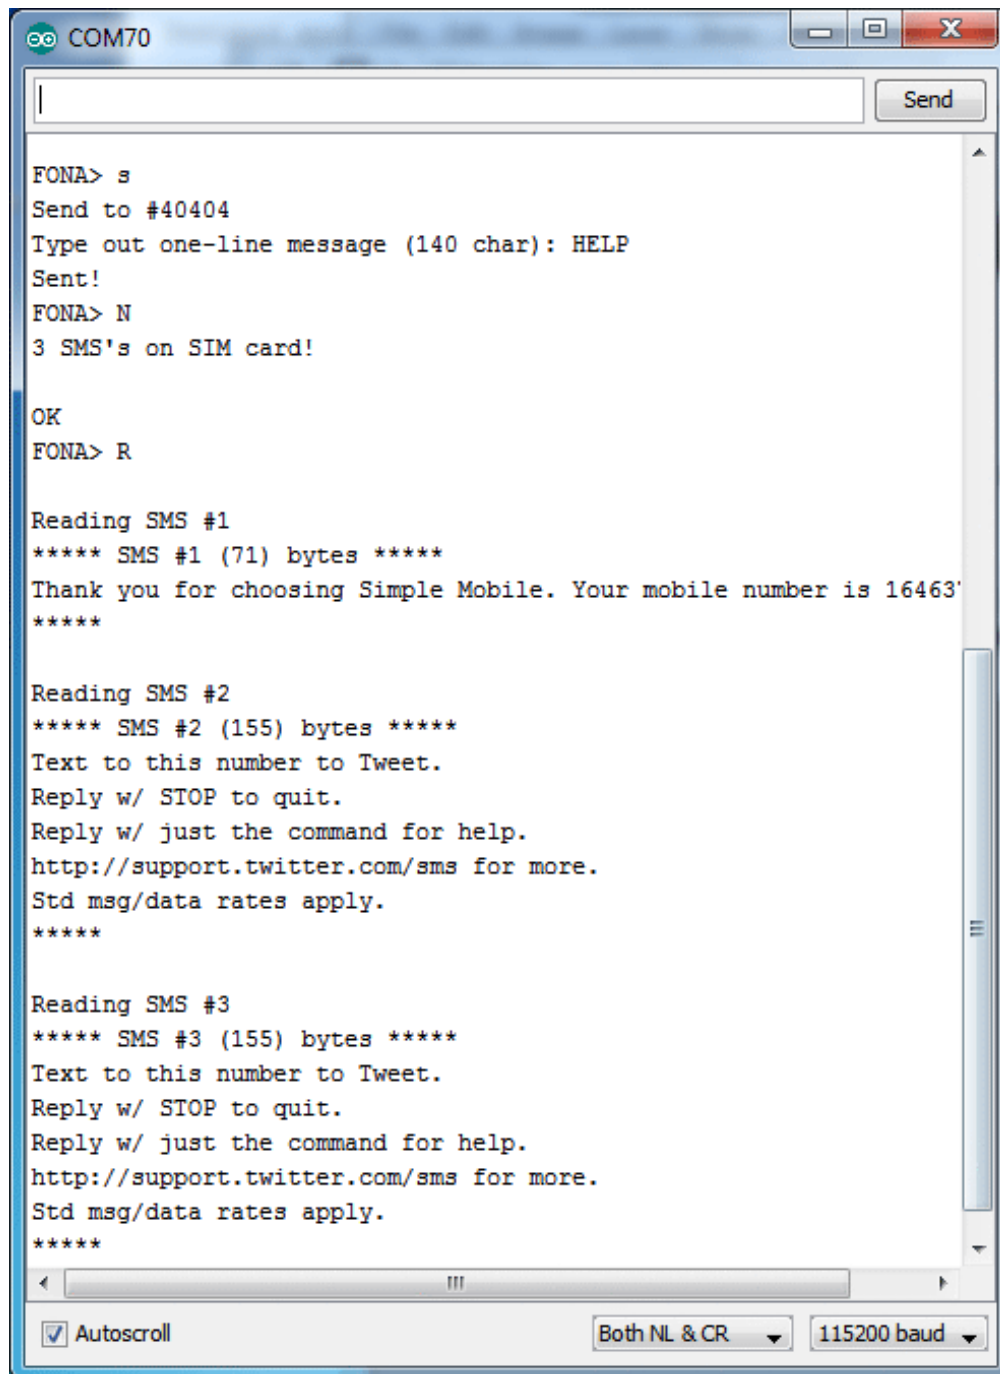 COM70
Send
FONA> s
Send to #40404
Type out one-line message (140 char): HELP
Sent!
FONA> N
3 SMS's on SIM card!
OK
FONA> R
Reading SMS #1
***** SMS #1 (71) bytes *****
Thank you for choosing Simple Mobile. Your mobile number is 16463
*****
Reading SMS #2
***** SMS #2 (155) bytes *****
Text to this number to Tweet.
Reply w/ STOP to quit.
Reply w/ just the command for help.
http://support.twitter.com/sms for more.
Std msg/data rates apply.
*****
Reading SMS #3
***** SMS #3 (155) bytes *****
Text to this number to Tweet.
Reply w/ STOP to quit.
Reply w/ just the command for help.
http://support.twitter.com/sms for more.
Std msg/data rates apply.
*****
Autoscroll
Both NL & CR
115200 baud